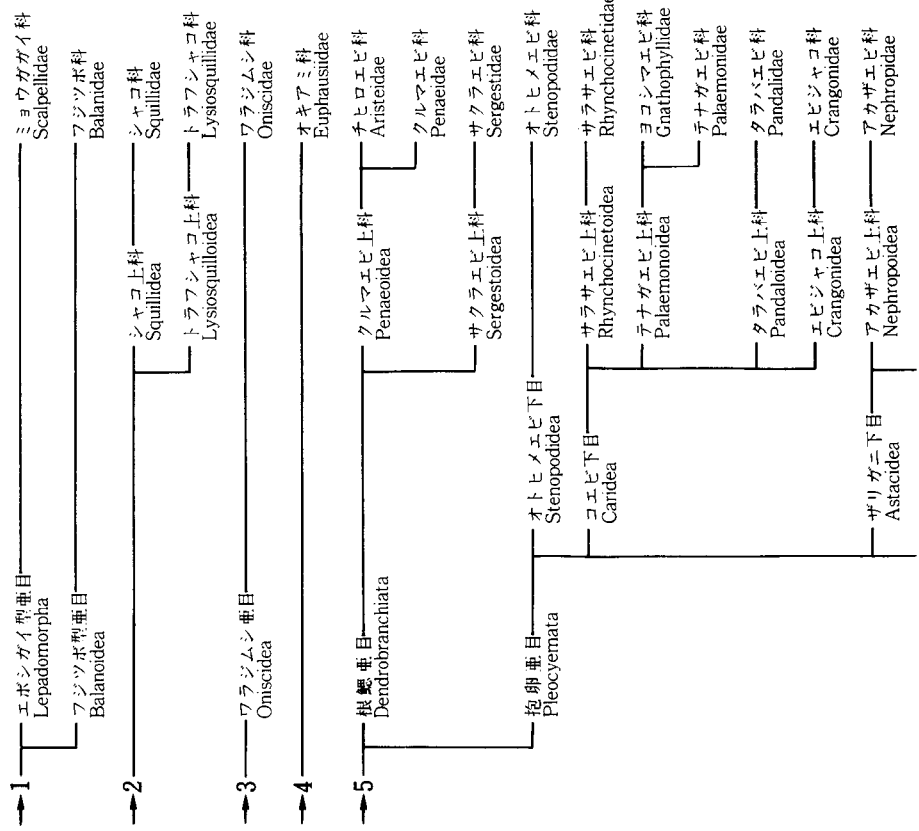 1
エボシガイ型亜目
Lepadomorpha
ミョウガガイ科
Scalpellidae
フジツボ型亜目
Balanoidea
フジツボ科
Balanidae
2
シャコ上科
Squillidea
シャコ科
Squillidae
トラフシャコ上科
Lysiosquilloidea
トラフシャコ科
Lysiosquillidae
3
ワラジムシ亜目
Oniscidea
ワラジムシ科
Oniscidae
4
オキアミ科
Euphausiidae
5
根鰓亜目
Dendrobranchiata
クルマエビ上科
Penaeoidea
チヒロエビ科
Aristeidae
クルマエビ科
Penaeidae
サクラエビ上科
Sergestoidea
サクラエビ科
Sergestidae
抱卵亜目
Pleocyemata
オトヒメエビ下目
Stenopodidea
オトヒメエビ科
Stenopodidae
コエビ下目
Caridea
サラサエビ上科
Rhynchocinetoidea
サラサエビ科
Rhynchocinetidae
テナガエビ上科
Palaemonoidea
ヨコシマエビ科
Gnathophyllidae
テナガエビ科
Palaemonidae
タラバエビ上科
Pandaloidea
タラバエビ科
Pandalidae
エビジャコ上科
Crangonidea
エビジャコ科
Crangonidae
ザリガニ下目
Astacidea
アカザエビ上科
Nephropoidea
アカザエビ科
Nephropidae